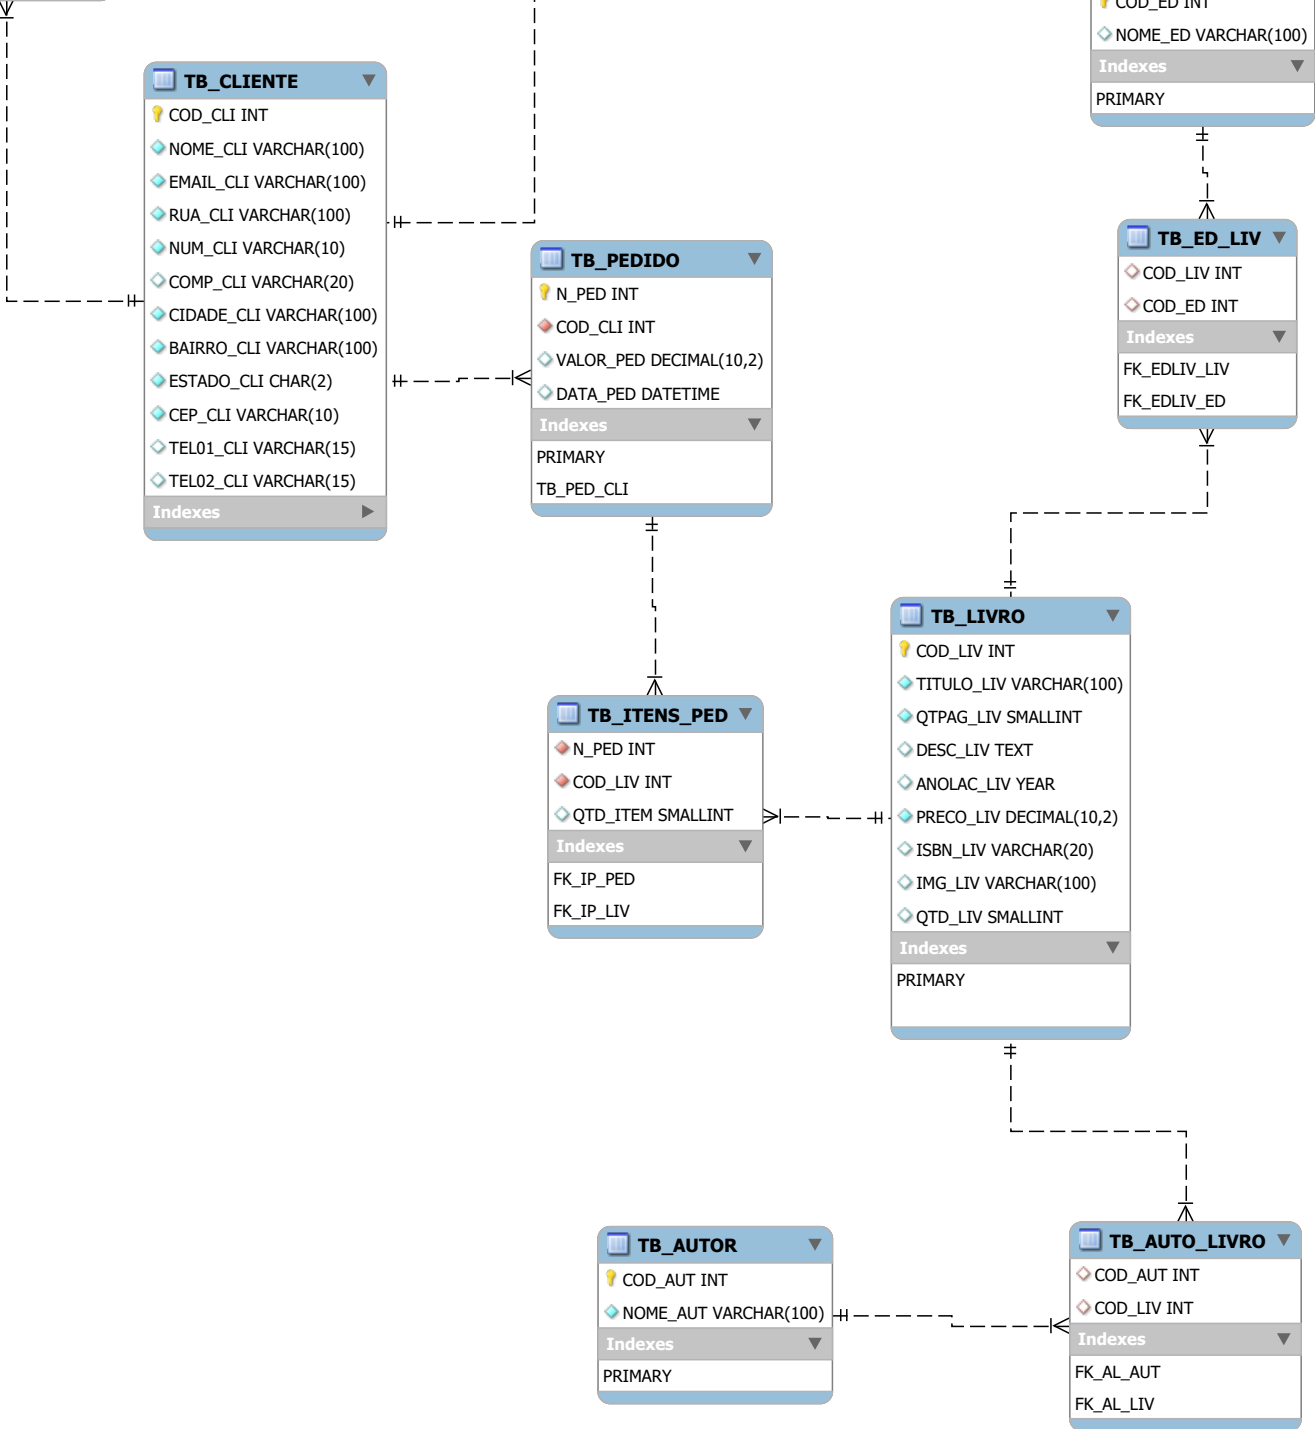 COD_ED INT
NOME_ED VARCHAR(100)
Indexes
PRIMARY
TB_CLIENTE
COD_CLI INT
NOME_CLI VARCHAR(100)
EMAIL_CLI VARCHAR(100)
RUA_CLI VARCHAR(100)
NUM_CLI VARCHAR(10)
COMP_CLI VARCHAR(20)
CIDADE_CLI VARCHAR(100)
BAIRRO_CLI VARCHAR(100)
ESTADO_CLI CHAR(2)
CEP_CLI VARCHAR(10)
TEL01_CLI VARCHAR(15)
TEL02_CLI VARCHAR(15)
Indexes
TB_PEDIDO
N_PED INT
COD_CLI INT
VALOR_PED DECIMAL(10,2)
DATA_PED DATETIME
Indexes
PRIMARY
TB_PED_CLI
TB_ED_LIV
COD_LIV INT
COD_ED INT
Indexes
FK_EDLIV_LIV
FK_EDLIV_ED
TB_ITENS_PED
N_PED INT
COD_LIV INT
QTD_ITEM SMALLINT
Indexes
FK_IP_PED
FK_IP_LIV
TB_LIVRO
COD_LIV INT
TITULO_LIV VARCHAR(100)
QTPAG_LIV SMALLINT
DESC_LIV TEXT
ANOLAC_LIV YEAR
PRECO_LIV DECIMAL(10,2)
ISBN_LIV VARCHAR(20)
IMG_LIV VARCHAR(100)
QTD_LIV SMALLINT
Indexes
PRIMARY
TB_AUTOR
COD_AUT INT
NOME_AUT VARCHAR(100)
Indexes
PRIMARY
TB_AUTO_LIVRO
COD_AUT INT
COD_LIV INT
Indexes
FK_AL_AUT
FK_AL_LIV